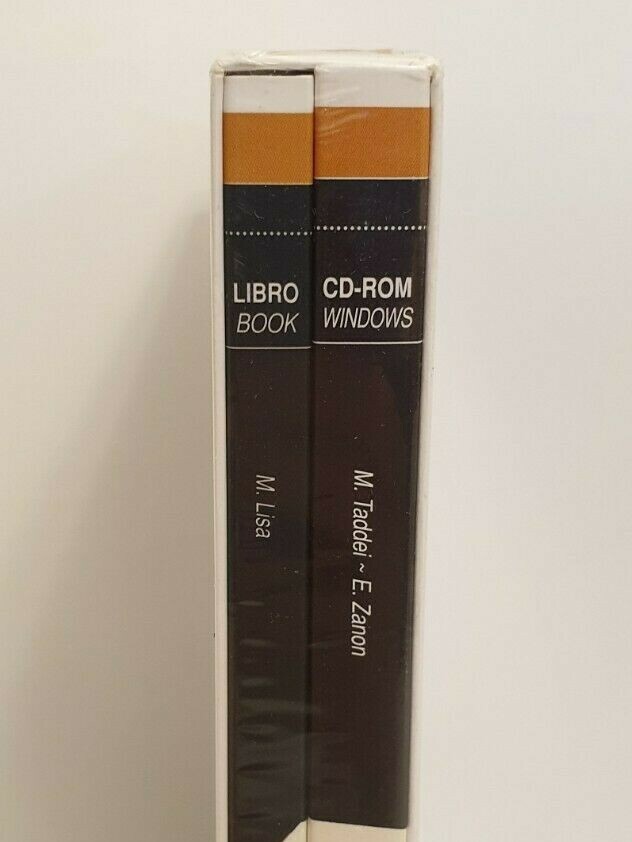 LIBRO
BOOK
M. Lisa
CD-ROM
WINDOWS
M. Taddei ~ E. Zanon